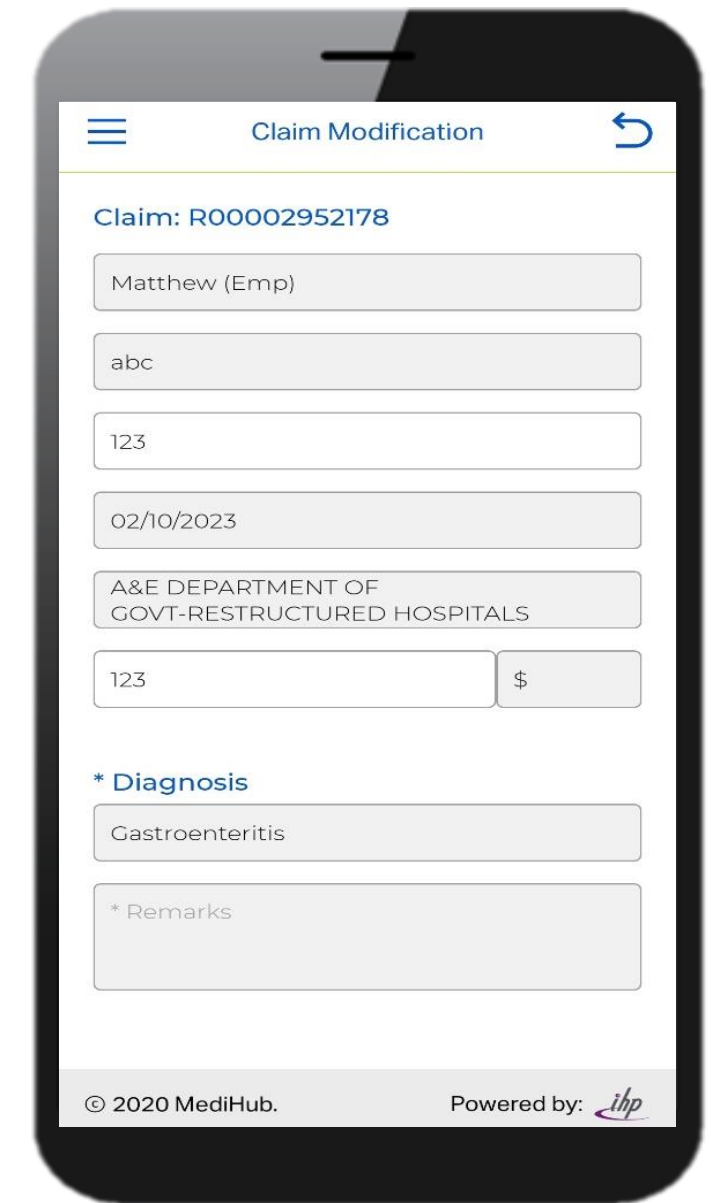 Claim Modification
Claim: R00002952178
Matthew (Emp)
abc
123
02/10/2023
A&E DEPARTMENT OF
GOVT-RESTRUCTURED HOSPITALS
123 $
* Diagnosis
Gastroenteritis
* Remarks
© 2020 MediHub. Powered by: ihp